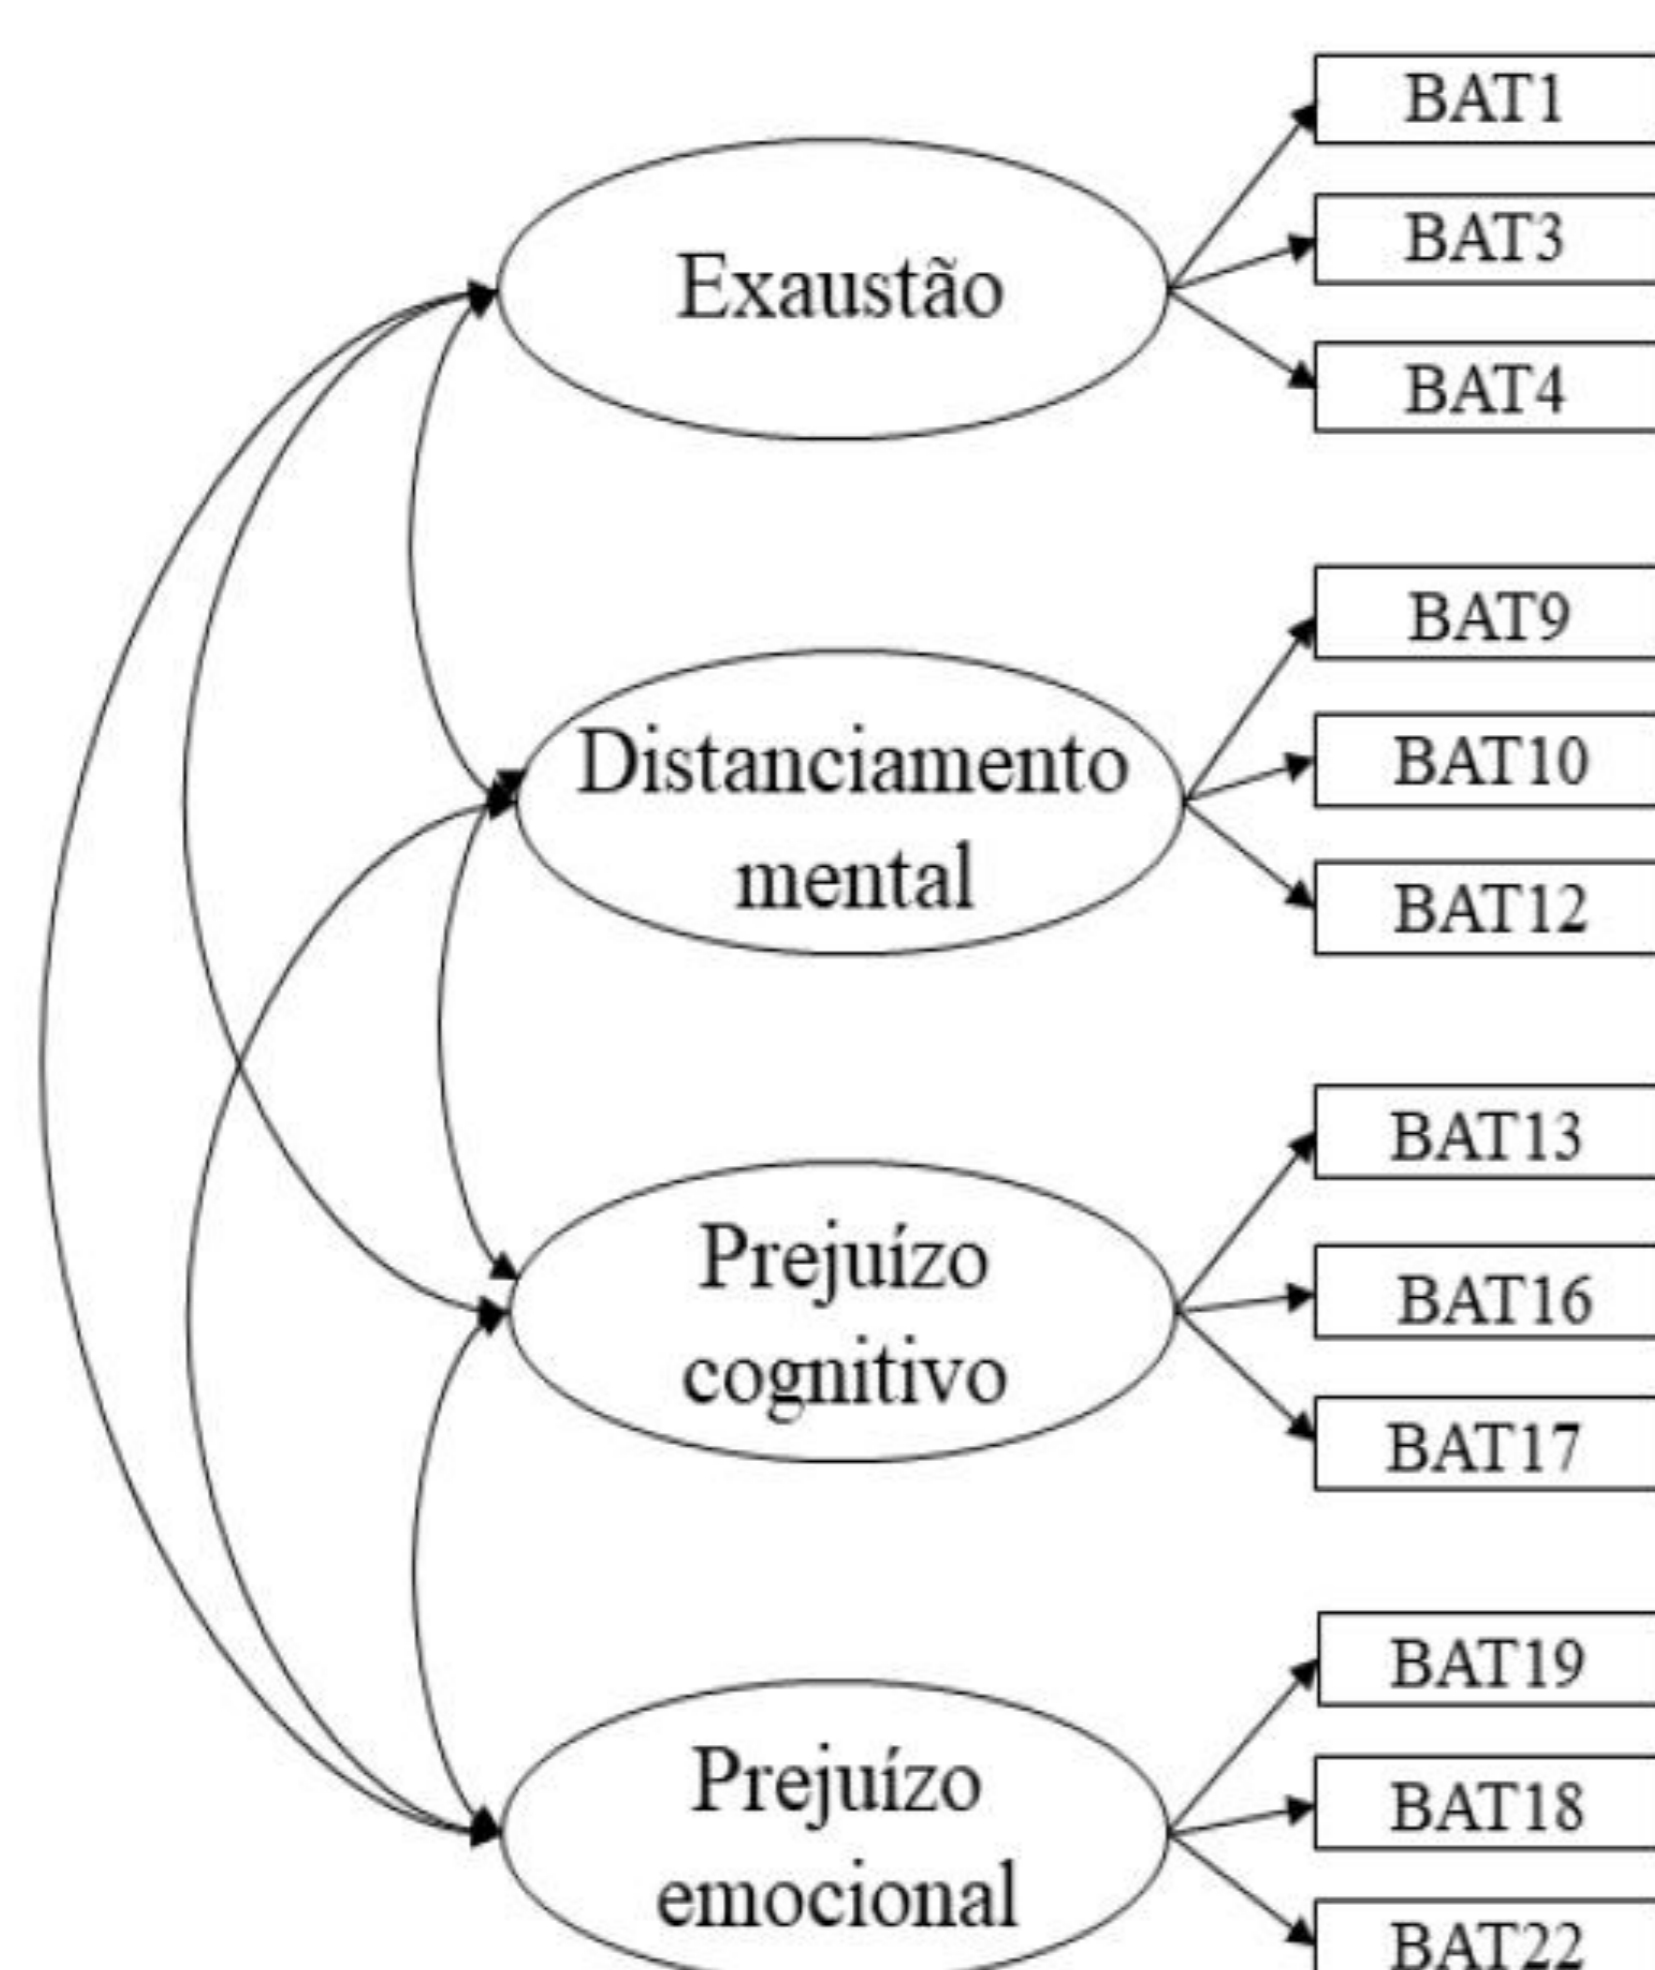 BAT1
Exaustão
BAT3
BAT4
BAT9
Distanciamento
mental
BAT10
BAT12
BAT13
Prejuízo
cognitivo
BAT16
BAT17
BAT19
Prejuízo
emocional
BAT18
BAT22